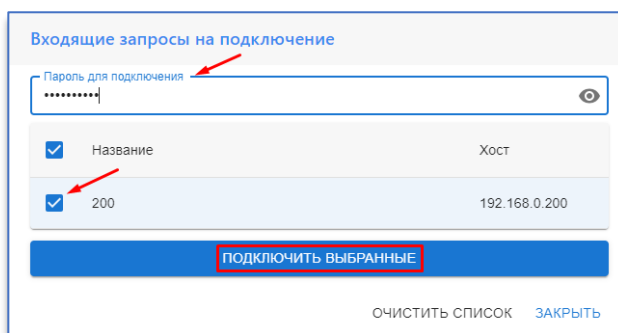 Входящие запросы на подключение
Пароль для подключения
••••••••••
Название Хост
200 192.168.0.200
ПОДКЛЮЧИТЬ ВЫБРАННЫЕ
ОЧИСТИТЬ СПИСОК ЗАКРЫТЬ